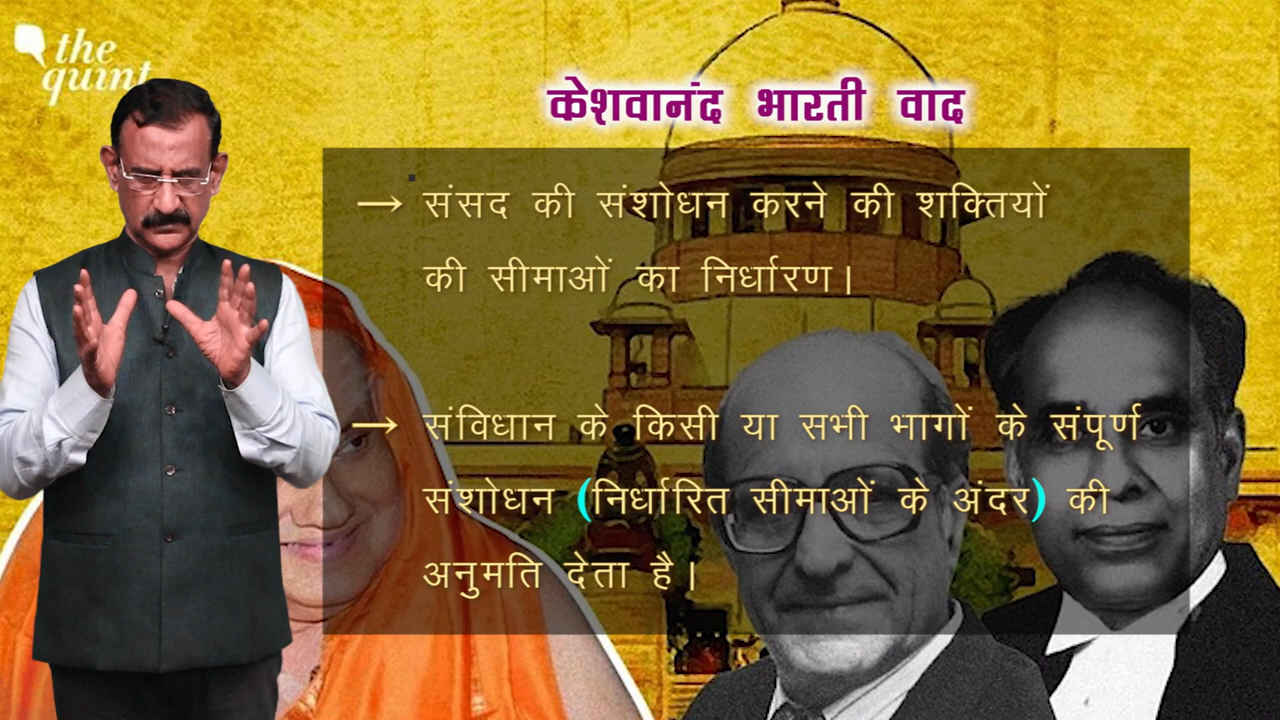 the
quint
केशवानंद भारती वाद
→ संसद की संशोधन करने की शक्तियों
की सीमाओं का निर्धारण।
→ संविधान के किसी या सभी भागों के संपूर्ण
संशोधन (निर्धारित सीमाओं के अंदर) की
अनुमति देता है।